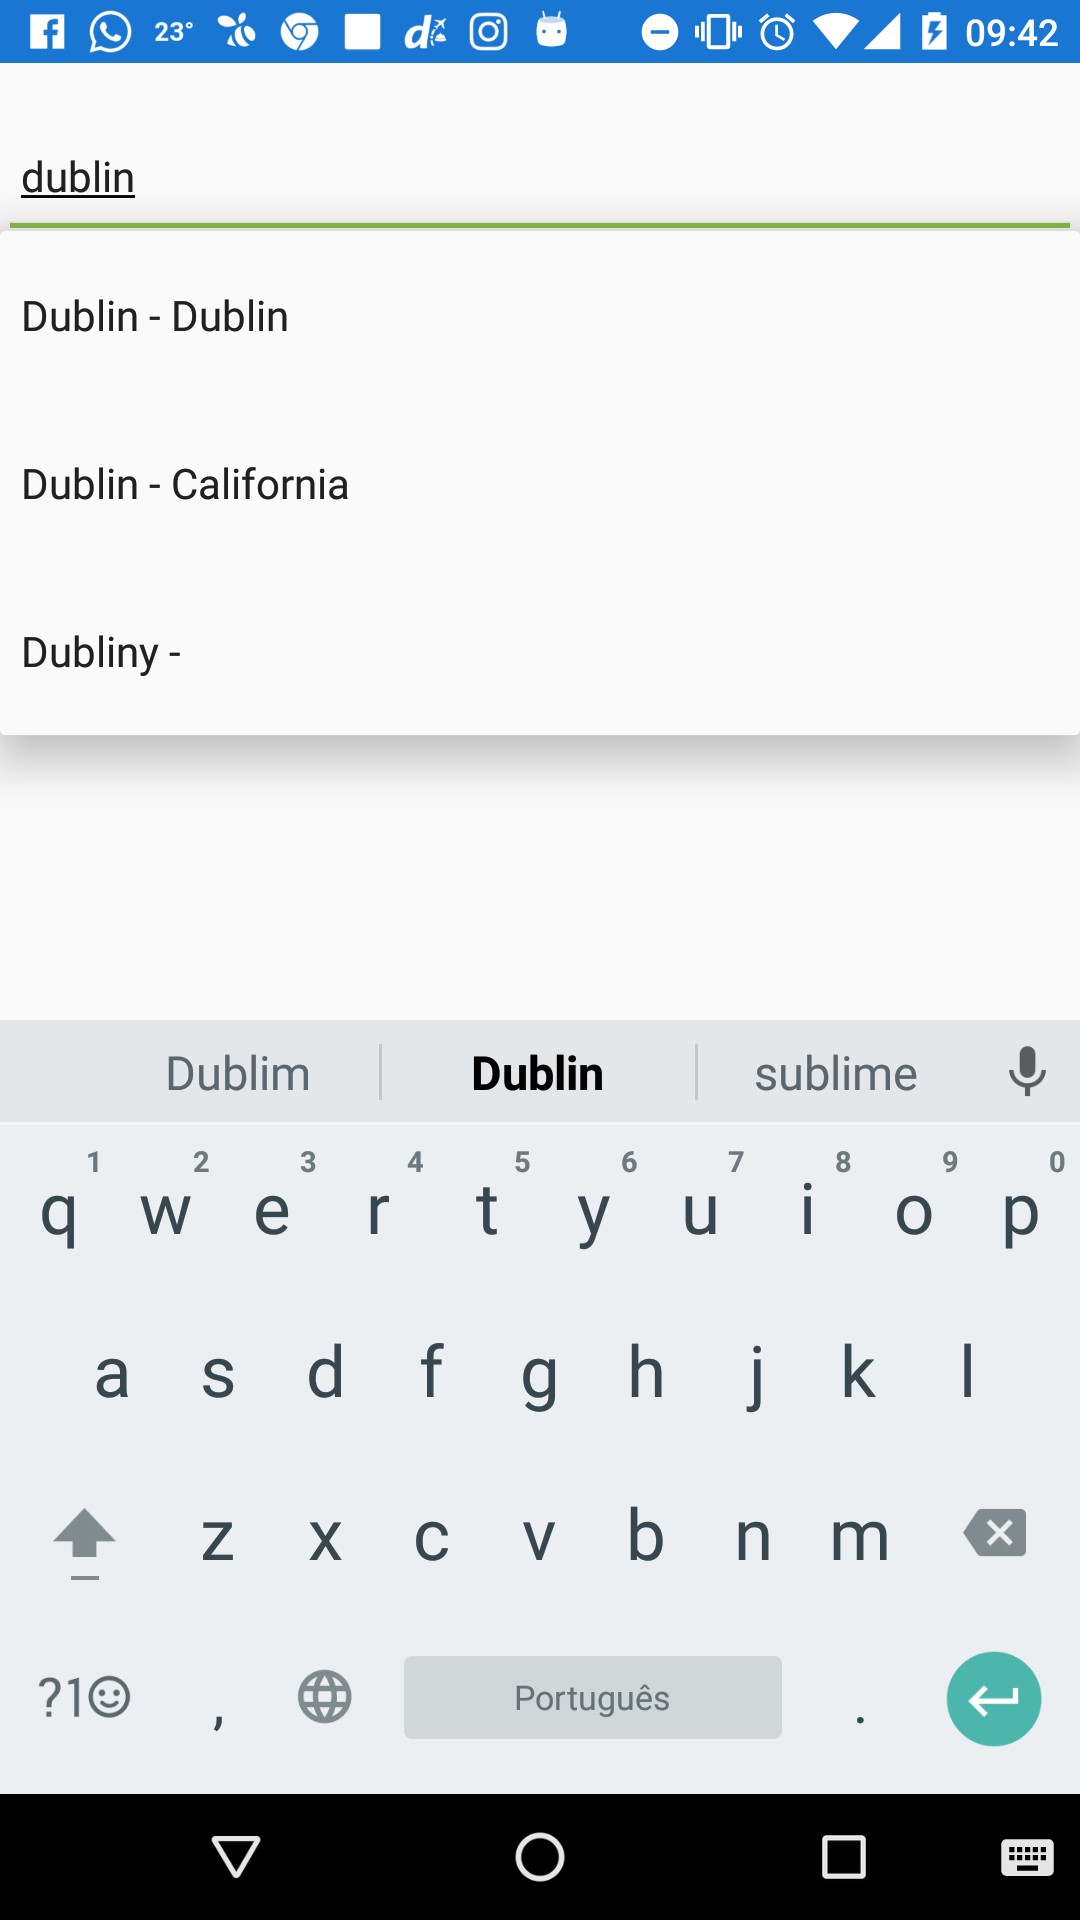 23° 09:42
dublin
Dublin - Dublin
Dublin - California
Dubliny -
Dublim Dublin sublime
1 2 3 4 5 6 7 8 9 0
q w e r t y u i o p
a s d f g h j k l
z x c v b n m
?1 , Português .